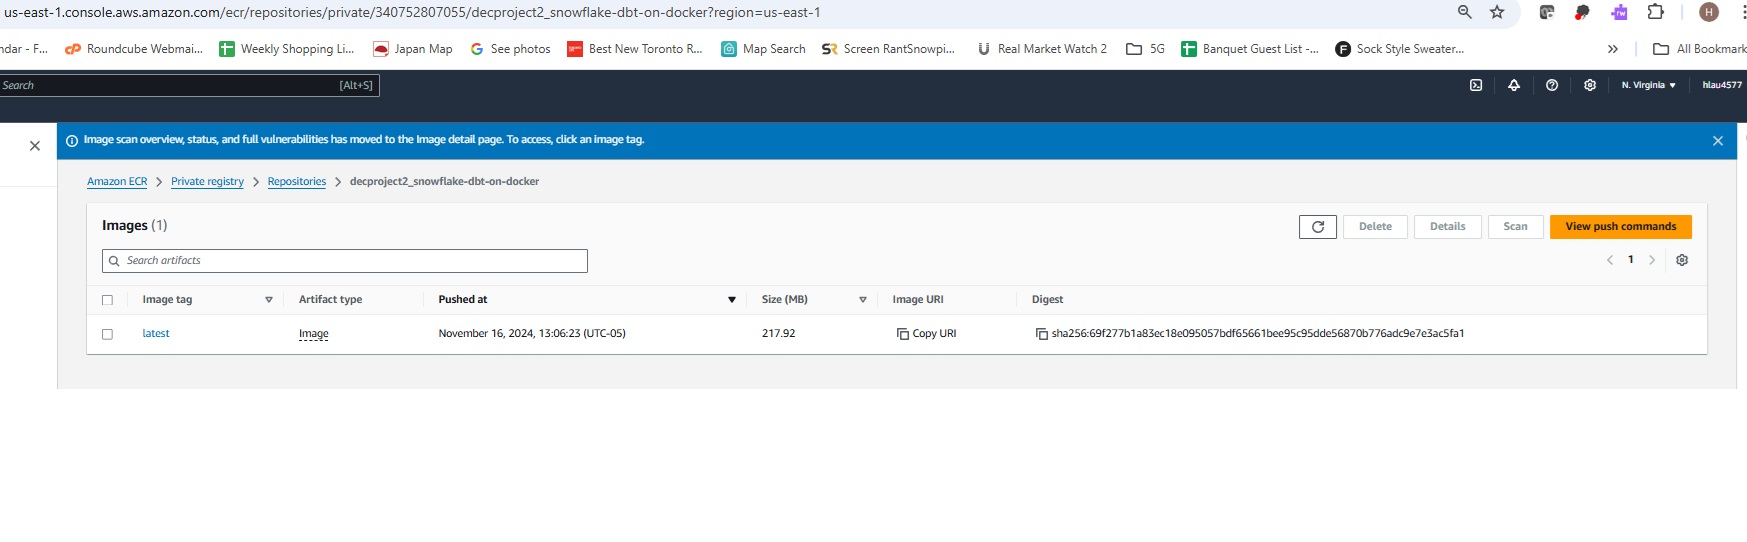 us-east-1.console.aws.amazon.com/ecr/repositories/private/340752807055/decproject2_snowflake-dbt-on-docker?region=us-east-1
H
ndar - F... Roundcube Webmai... Weekly Shopping Li... Japan Map See photos Best New Toronto R... Map Search Screen RantSnowpi... Real Market Watch 2 5G Banquet Guest List -... Sock Style Sweater... » All Bookmark
Search [Alt+S] N. Virginia hlau4577
Image scan overview, status, and full vulnerabilities has moved to the Image detail page. To access, click an image tag.
Amazon ECR > Private registry > Repositories > decproject2_snowflake-dbt-on-docker
Images (1) Delete Details Scan View push commands
Search artifacts < 1 >
Image tag Artifact type Pushed at Size (MB) Image URI Digest
latest Image November 16, 2024, 13:06:23 (UTC-05) 217.92 Copy URI sha256:69f277b1a83ec18e095057bdf65661bee95c95dde56870b776adc9e7e3ac5fa1